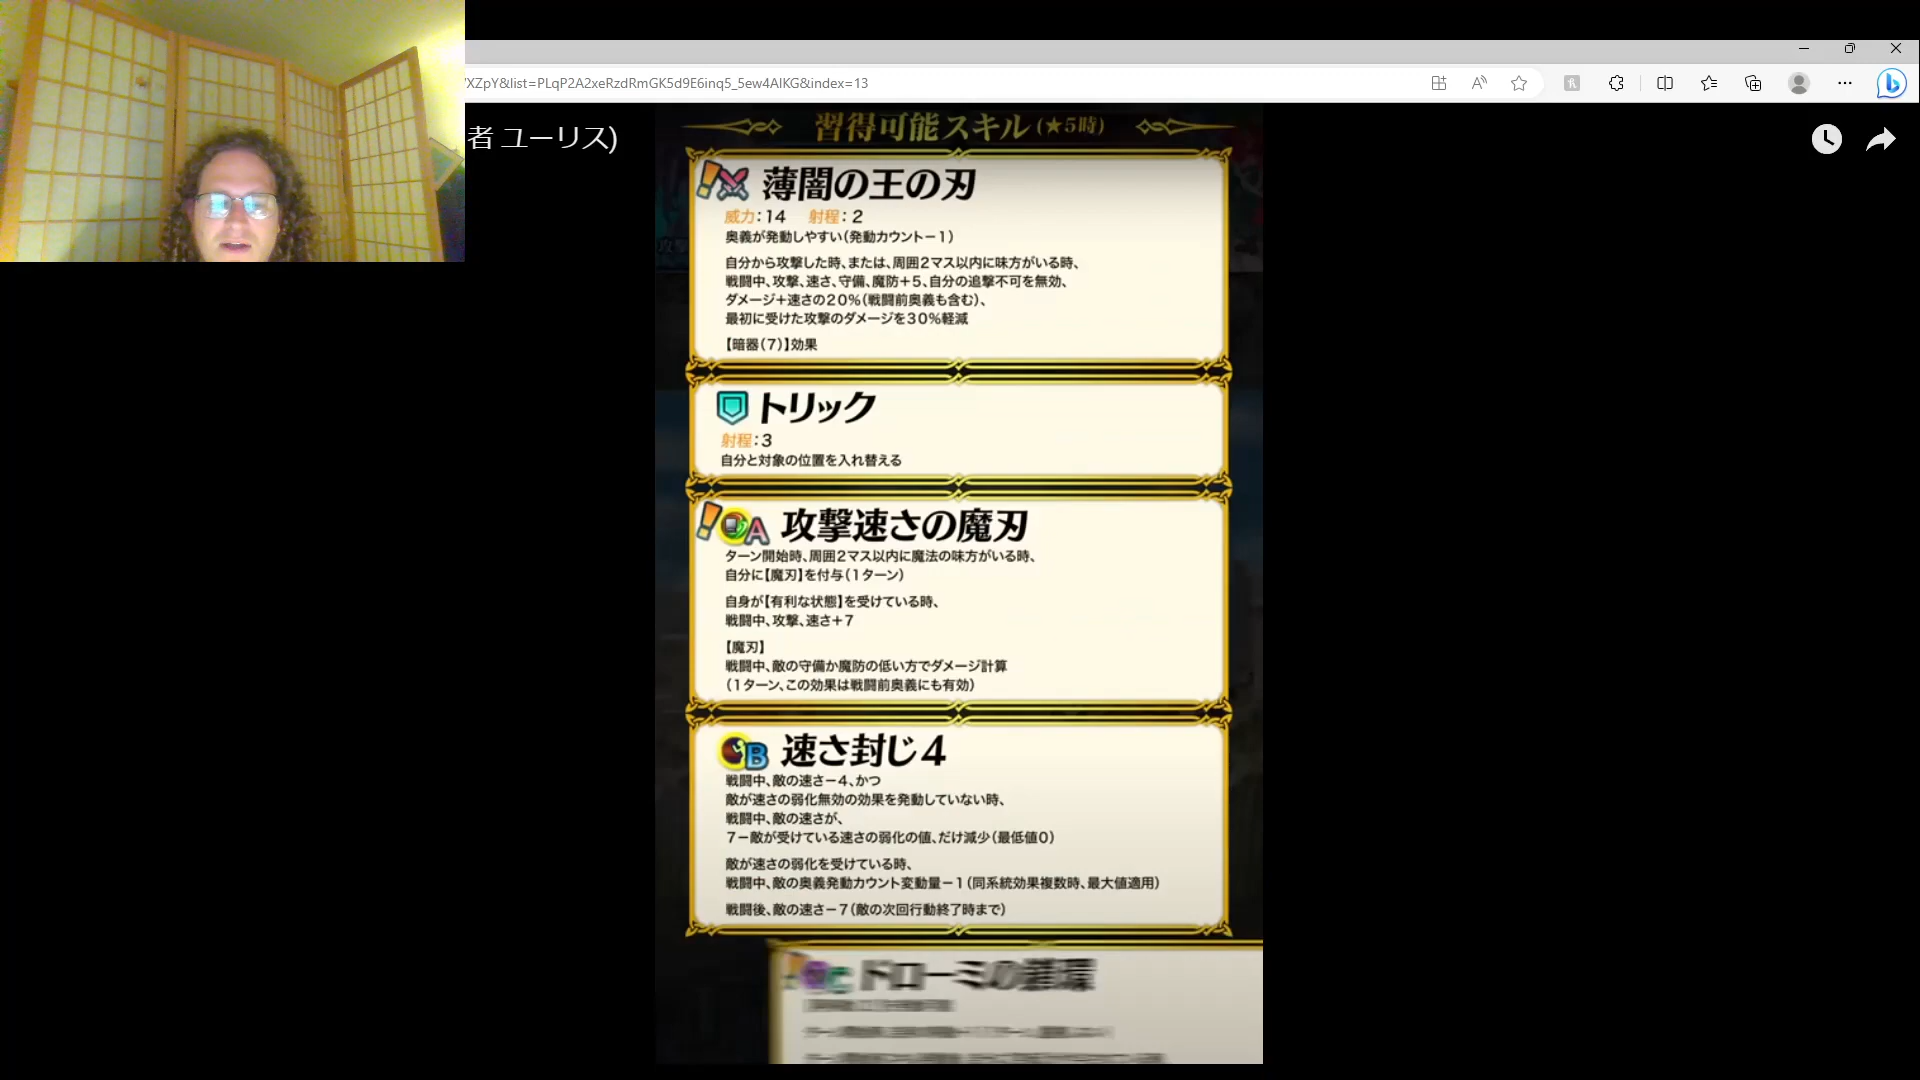 XZpY&list=PLqP2A2xeRzdRmGK5d9E6inq5_5ew4AIKG&index=13
者 ユーリス)
習得可能スキル(★5時)
薄闇の王の刃
威力:14 射程:2
奥義が発動しやすい(発動カウント-1)
自分から攻撃した時、または、周囲2マス以内に味方がいる時、
戦闘中、攻撃、速さ、守備、魔防+5、自分の追撃不可を無効、
ダメージ+速さの20%(戦闘前奥義も含む)、
最初に受けた攻撃のダメージを30%軽減
【暗器(7)】効果
トリック
射程:3
自分と対象の位置を入れ替える
A 攻撃速さの魔刃
ターン開始時、周囲2マス以内に魔法の味方がいる時、
自分に【魔刃】を付与(1ターン)
自身が【有利な状態】を受けている時、
戦闘中、攻撃、速さ+7
【魔刃】
戦闘中、敵の守備か魔防の低い方でダメージ計算
(1ターン、この効果は戦闘前奥義にも有効)
B 速さ封じ4
戦闘中、敵の速さ-4、かつ
敵が速さの弱化無効の効果を発動していない時、
戦闘中、敵の速さが、
7-敵が受けている速さの弱化の値、だけ減少(最低値0)
敵が速さの弱化を受けている時、
戦闘中、敵の奥義発動カウント変動量-1(同系統効果複数時、最大値適用)
戦闘後、敵の速さ-7(敵の次回行動終了時まで)
C ドローミの